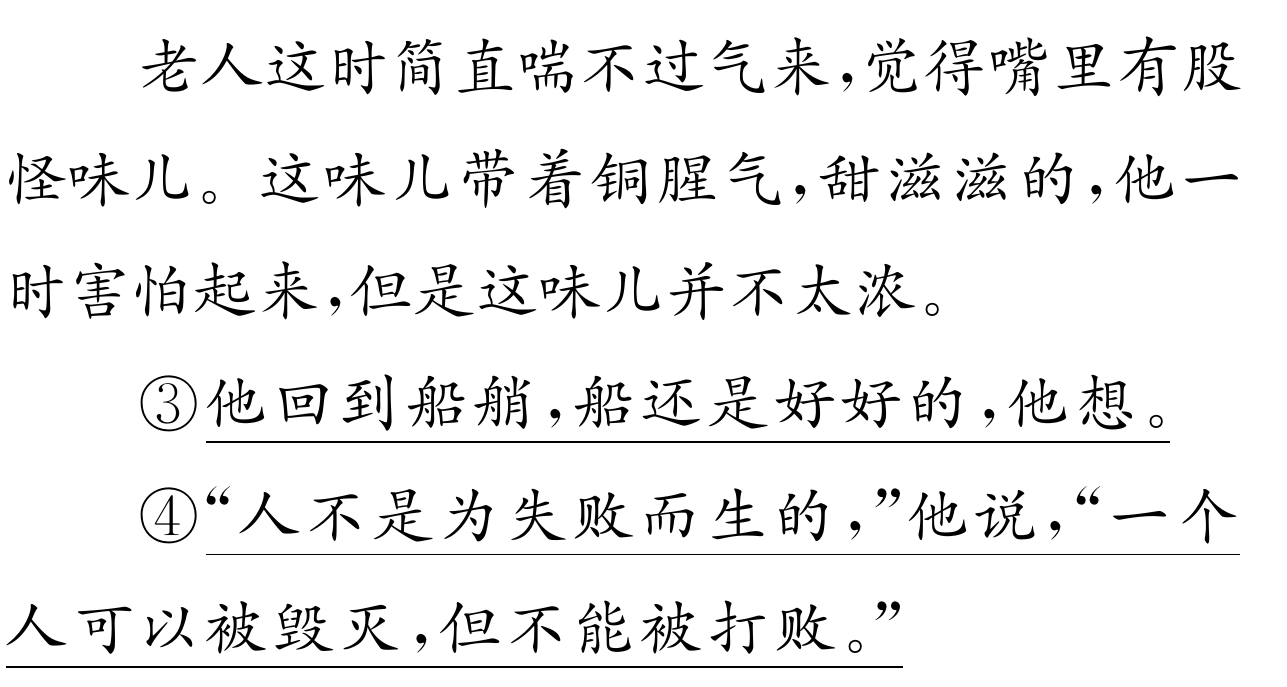 老人这时简直喘不过气来,觉得嘴里有股
怪味儿。这味儿带着铜腥气,甜滋滋的,他一
时害怕起来,但是这味儿并不太浓。
③他回到船艄,船还是好好的,他想。
④“人不是为失败而生的,”他说,“一个
人可以被毁灭,但不能被打败。”